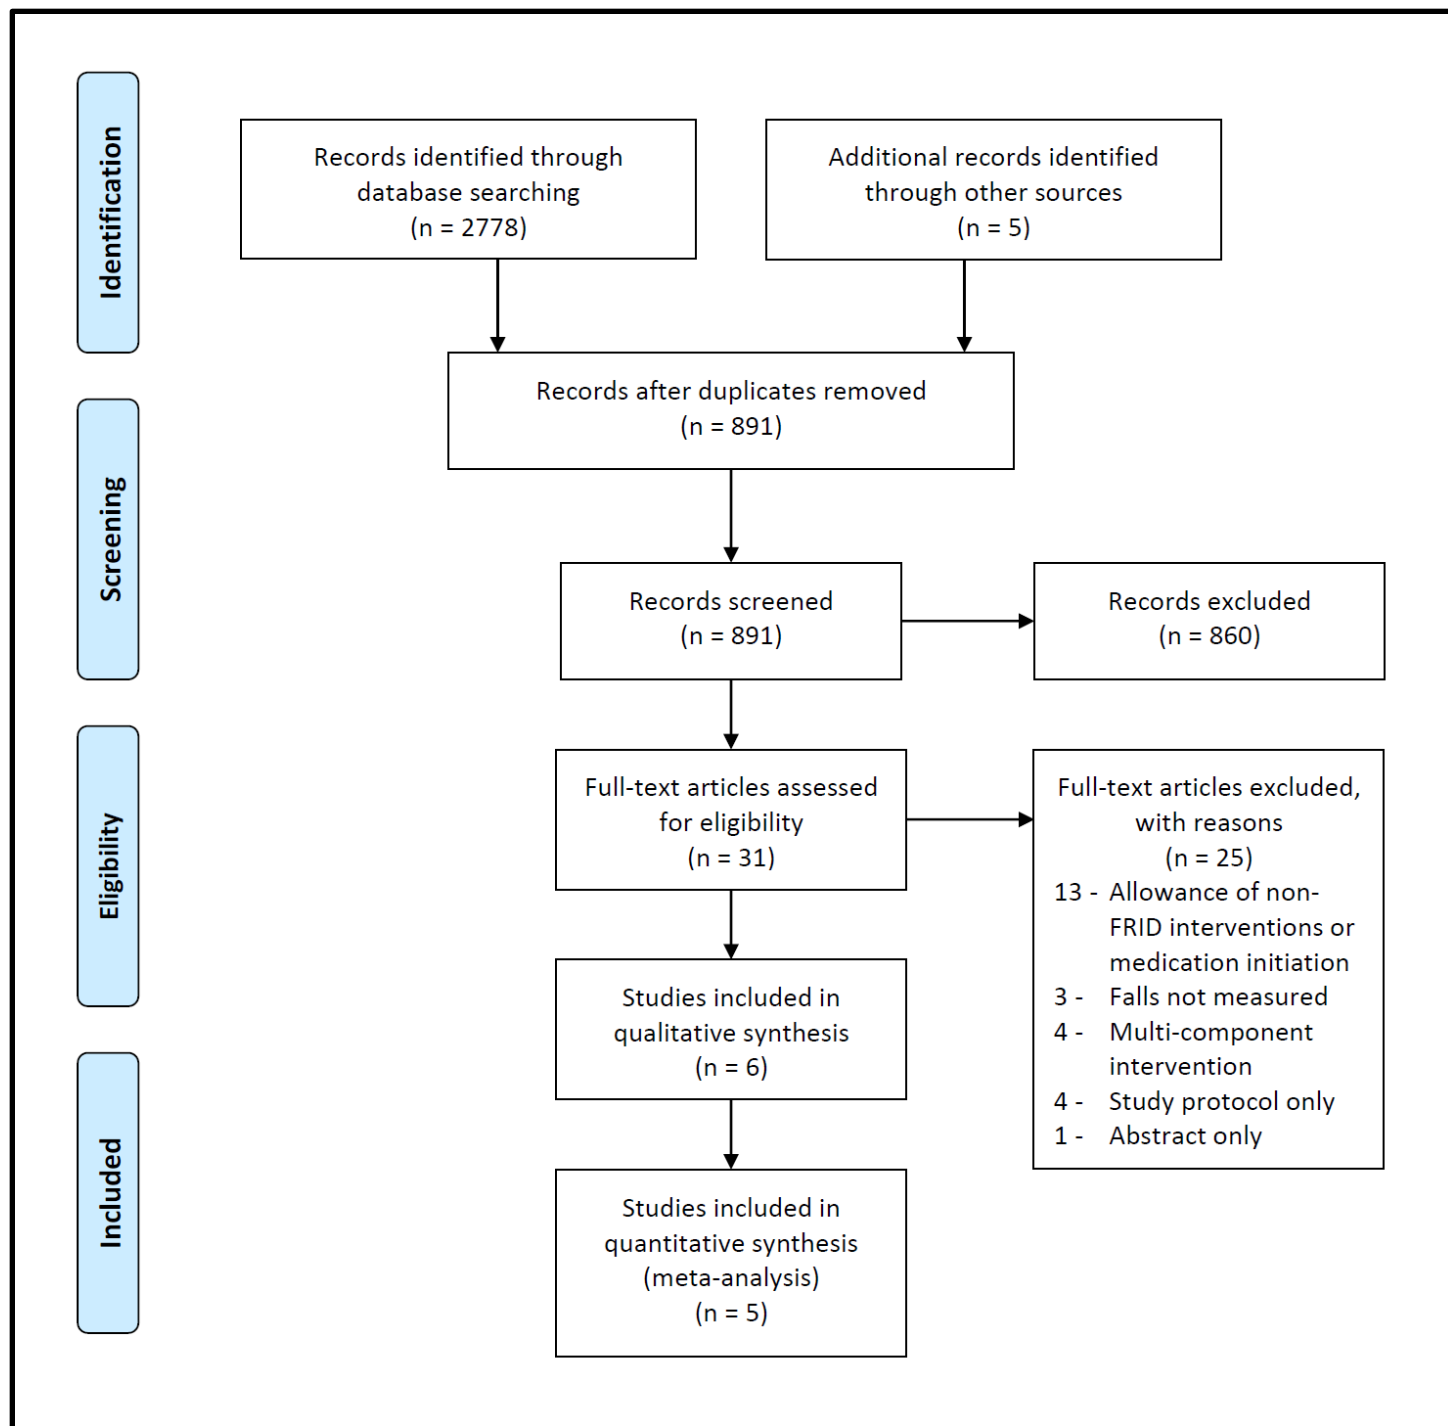 Identification
Records identified through
database searching
(n = 2778)
Additional records identified
through other sources
(n = 5)
Records after duplicates removed
(n = 891)
Screening
Records screened
(n = 891)
Records excluded
(n = 860)
Eligibility
Full-text articles assessed
for eligibility
(n = 31)
Full-text articles excluded,
with reasons
(n = 25)
13 - Allowance of non-
FRID interventions or
medication initiation
3 - Falls not measured
4 - Multi-component
intervention
4 - Study protocol only
1 - Abstract only
Studies included in
qualitative synthesis
(n = 6)
Included
Studies included in
quantitative synthesis
(meta-analysis)
(n = 5)